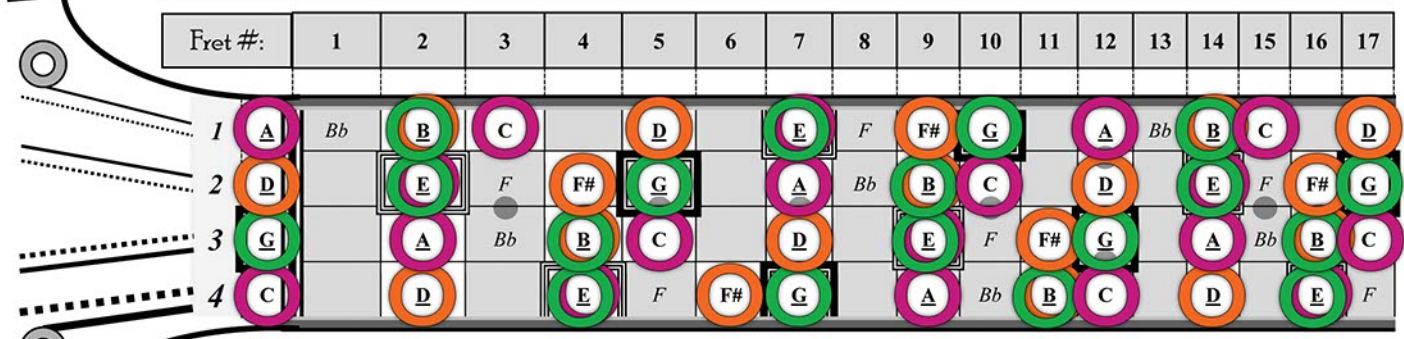 Fret #: 1 2 3 4 5 6 7 8 9 10 11 12 13 14 15 16 17
1 A Bb B C D E F F# G A Bb B C D
2 D E F F# G A Bb B C D E F F# G
3 G A Bb B C D E F F# G A Bb B C
4 C D E F F# G A Bb B C D E F